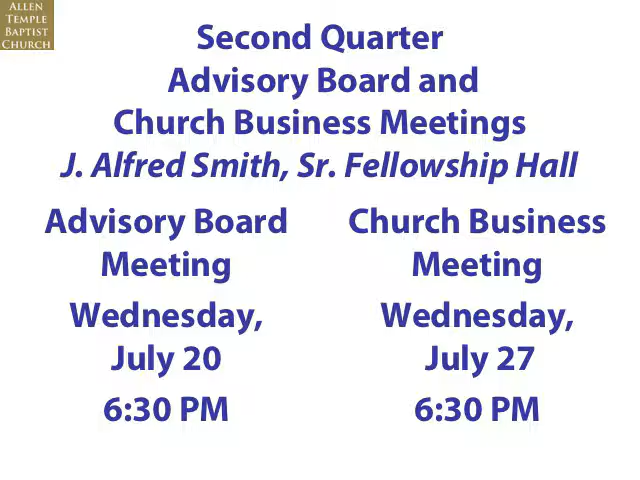 ALLEN
TEMPLE
BAPTIST
CHURCH
Second Quarter
Advisory Board and
Church Business Meetings
J. Alfred Smith, Sr. Fellowship Hall
Advisory Board
Meeting
Wednesday,
July 20
6:30 PM
Church Business
Meeting
Wednesday,
July 27
6:30 PM